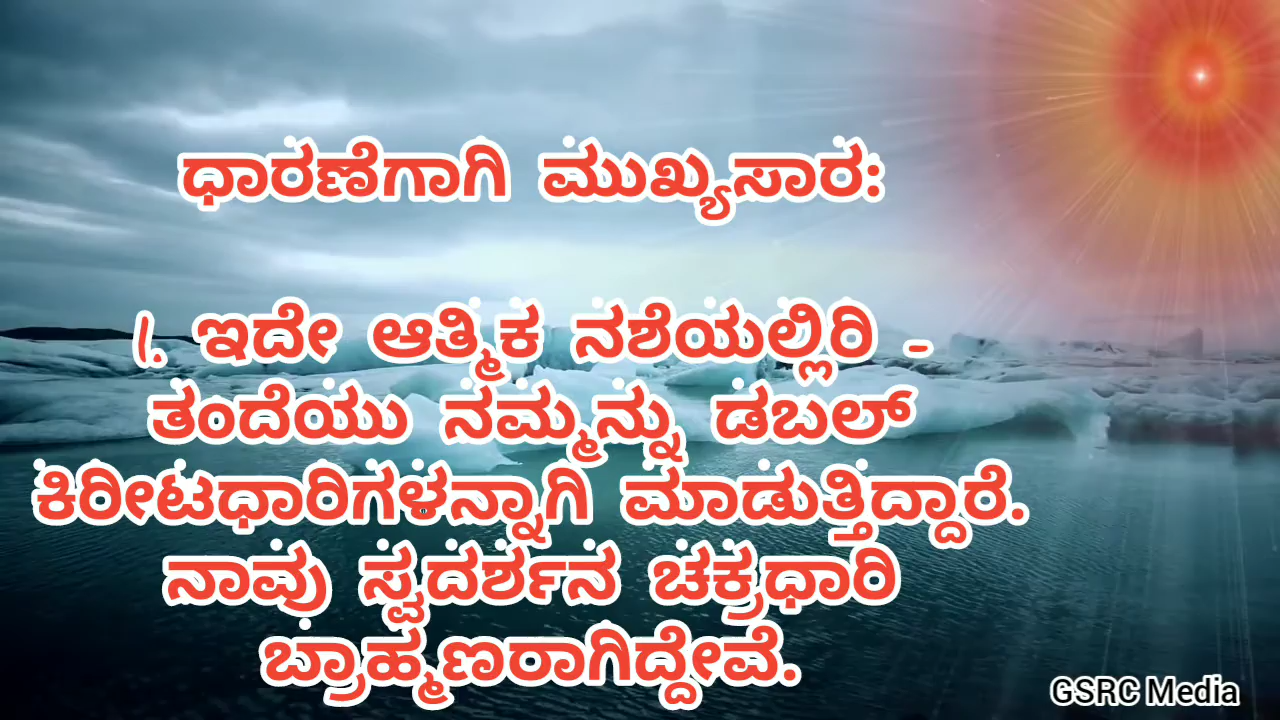 ಧಾರಣೆಗಾಗಿ ಮುಖ್ಯಸಾರ:
1. ಇದೇ ಆತ್ಮಿಕ ನಶೆಯಲ್ಲಿರಿ -
ತಂದೆಯು ನಮ್ಮನ್ನು ಡಬಲ್
ಕಿರೀಟಧಾರಿಗಳನ್ನಾಗಿ ಮಾಡುತ್ತಿದ್ದಾರೆ.
ನಾವು ಸ್ವದರ್ಶನ ಚಕ್ರಧಾರಿ
ಬ್ರಾಹ್ಮಣರಾಗಿದ್ದೇವೆ.
GSRC Media